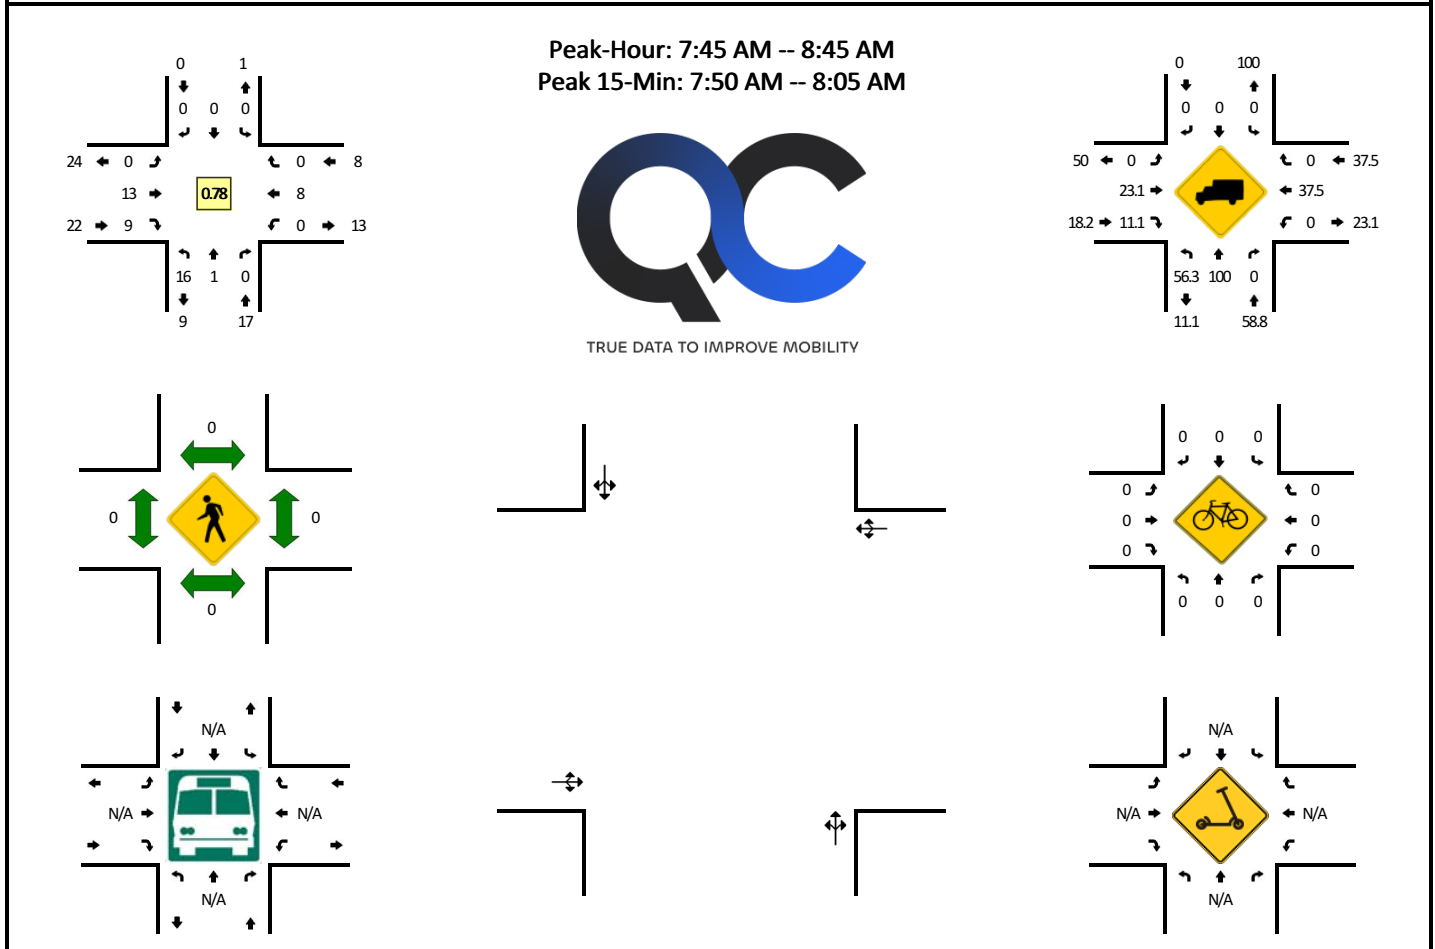 Peak-Hour: 7:45 AM -- 8:45 AM
Peak 15-Min: 7:50 AM -- 8:05 AM
0 1
0 0 0
24 0 0 8
13 0.78 8
22 9 0 13
16 1 0
9 17
QC
TRUE DATA TO IMPROVE MOBILITY
0 100
0 0 0
50 0 0 37.5
23.1 37.5
18.2 11.1 0 23.1
56.3 100 0
11.1 58.8
0
0 0
0
0 0 0
0 0
0 0
0 0
0 0 0
N/A
N/A N/A
N/A
N/A
N/A N/A
N/A